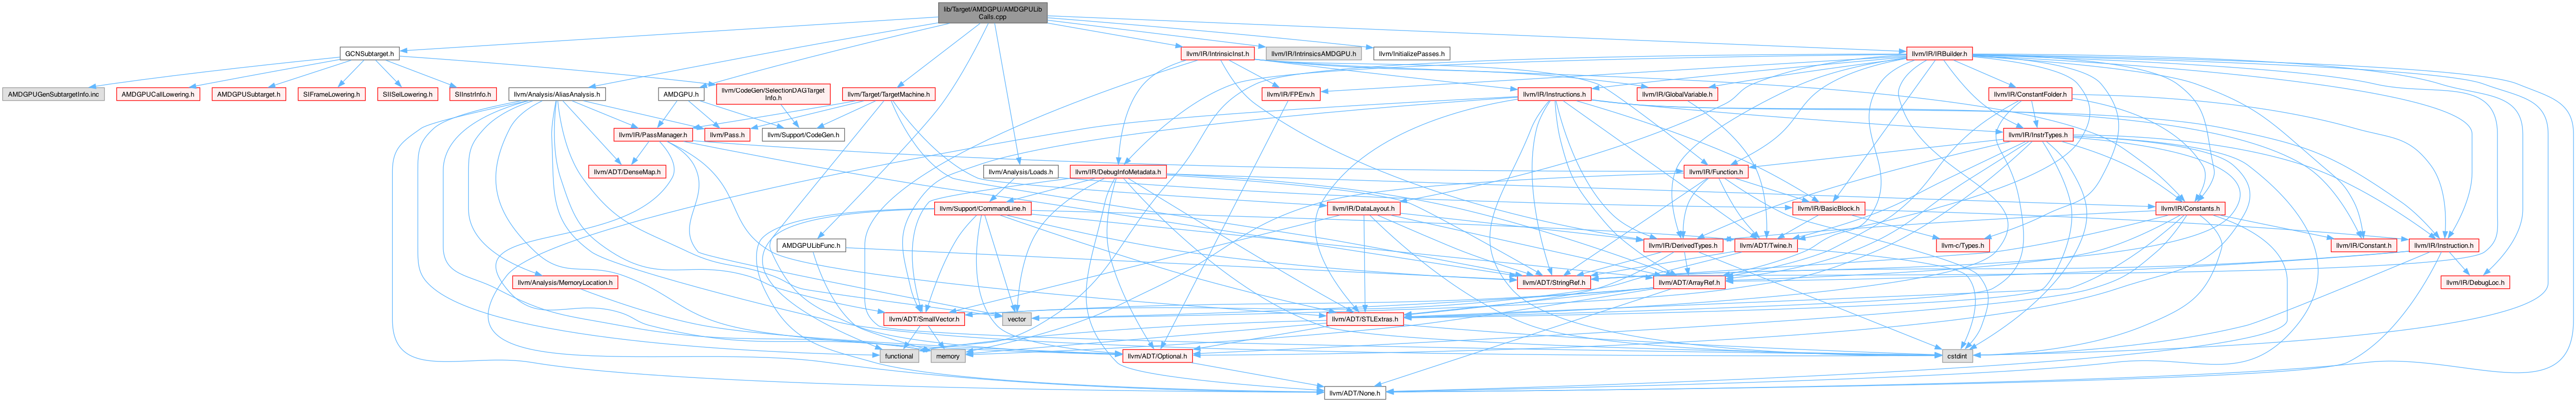 lib/Target/AMDGPU/AMDGPULib
Calls.cpp
GCNSubtarget.h
llvm/IR/IntrinsicInst.h
llvm/IR/IntrinsicsAMDGPU.h
llvm/InitializePasses.h
llvm/IR/IRBuilder.h
AMDGPUGenSubtargetInfo.inc
AMDGPUCallLowering.h
AMDGPUSubtarget.h
SIFrameLowering.h
SIISelLowering.h
SIInstrInfo.h
llvm/CodeGen/SelectionDAGTarget
Info.h
llvm/Analysis/AliasAnalysis.h
AMDGPU.h
llvm/Target/TargetMachine.h
llvm/IR/FPEnv.h
llvm/IR/Instructions.h
llvm/IR/GlobalVariable.h
llvm/IR/ConstantFolder.h
llvm/IR/PassManager.h
llvm/Pass.h
llvm/Support/CodeGen.h
llvm/IR/InstrTypes.h
llvm/ADT/DenseMap.h
llvm/Analysis/Loads.h
llvm/IR/DebugInfoMetadata.h
llvm/IR/Function.h
llvm/Support/CommandLine.h
llvm/IR/DataLayout.h
llvm/IR/BasicBlock.h
llvm/IR/Constants.h
AMDGPULibFunc.h
llvm/IR/DerivedTypes.h
llvm/ADT/Twine.h
llvm-c/Types.h
llvm/IR/Constant.h
llvm/IR/Instruction.h
llvm/Analysis/MemoryLocation.h
llvm/ADT/StringRef.h
llvm/ADT/ArrayRef.h
llvm/IR/DebugLoc.h
llvm/ADT/SmallVector.h
vector
llvm/ADT/STLExtras.h
functional
memory
llvm/ADT/Optional.h
cstdint
llvm/ADT/None.h